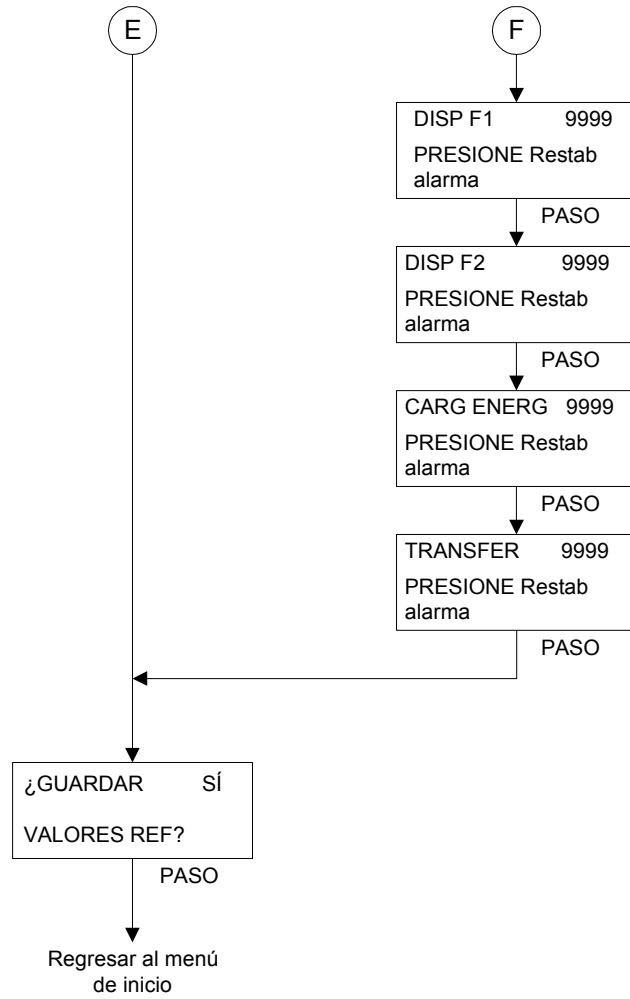 E
F
DISP F1 9999
PRESIONE Restab
alarma
PASO
DISP F2 9999
PRESIONE Restab
alarma
PASO
CARG ENERG 9999
PRESIONE Restab
alarma
PASO
TRANSFER 9999
PRESIONE Restab
alarma
PASO
¿GUARDAR SÍ
VALORES REF?
PASO
Regresar al menú
de inicio